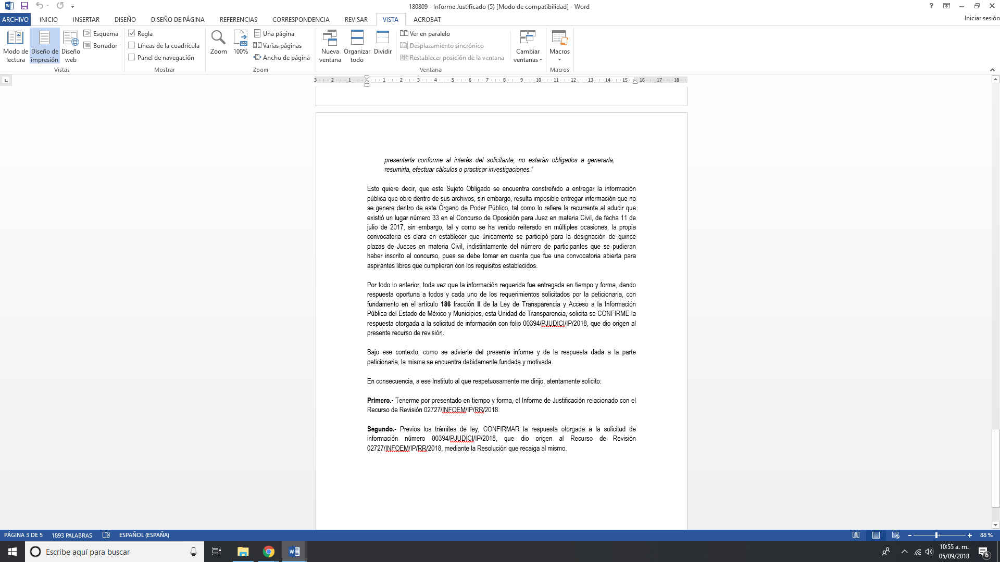 180809 - Informe Justificado (5) [Modo de compatibilidad] - Word
ARCHIVO INICIO INSERTAR DISEÑO DISEÑO DE PÁGINA REFERENCIAS CORRESPONDENCIA REVISAR VISTA ACROBAT Iniciar sesión
Modo de lectura
Diseño de impresión
Diseño web
Esquema
Borrador
Vistas
Regla
Líneas de la cuadrícula
Panel de navegación
Mostrar
Zoom
100%
Una página
Varias páginas
Ancho de página
Zoom
Nueva ventana
Organizar todo
Dividir
Ver en paralelo
Desplazamiento sincrónico
Restablecer posición de la ventana
Cambiar ventanas
Ventana
Macros
Macros
3 2 1 1 2 3 4 5 6 7 8 9 10 11 12 13 14 15 16 17 18
presentarla conforme al interés del solicitante; no estarán obligados a generarla,
resumirla, efectuar cálculos o practicar investigaciones.”
Esto quiere decir, que este Sujeto Obligado se encuentra constreñido a entregar la información
pública que obre dentro de sus archivos, sin embargo, resulta imposible entregar información que no
se genere dentro de este Órgano de Poder Público, tal como lo refiere la recurrente al aducir que
existió un lugar número 33 en el Concurso de Oposición para Juez en materia Civil, de fecha 11 de
julio de 2017, sin embargo, tal y como se ha venido reiterado en múltiples ocasiones, la propia
convocatoria es clara en establecer que únicamente se participó para la designación de quince
plazas de Jueces en materia Civil, indistintamente del número de participantes que se pudieran
haber inscrito al concurso, pues se debe tomar en cuenta que fue una convocatoria abierta para
aspirantes libres que cumplieran con los requisitos establecidos.
Por todo lo anterior, toda vez que la información requerida fue entregada en tiempo y forma, dando
respuesta oportuna a todos y cada uno de los requerimientos solicitados por la peticionaria, con
fundamento en el artículo 186 fracción II de la Ley de Transparencia y Acceso a la Información
Pública del Estado de México y Municipios, esta Unidad de Transparencia, solicita se CONFIRME la
respuesta otorgada a la solicitud de información con folio 00394/PJUDICI/IP/2018, que dio origen al
presente recurso de revisión.
Bajo ese contexto, como se advierte del presente informe y de la respuesta dada a la parte
peticionaria, la misma se encuentra debidamente fundada y motivada.
En consecuencia, a ese Instituto al que respetuosamente me dirijo, atentamente solicito:
Primero.- Tenerme por presentado en tiempo y forma, el Informe de Justificación relacionado con el
Recurso de Revisión 02727/INFOEM/IP/RR/2018.
Segundo.- Previos los trámites de ley, CONFIRMAR la respuesta otorgada a la solicitud de
información número 00394/PJUDICI/IP/2018, que dio origen al Recurso de Revisión
02727/INFOEM/IP/RR/2018, mediante la Resolución que recaiga al mismo.
PÁGINA 3 DE 5 1893 PALABRAS ESPAÑOL (ESPAÑA) 88 %
Escribe aquí para buscar
10:55 a. m.
05/09/2018
6